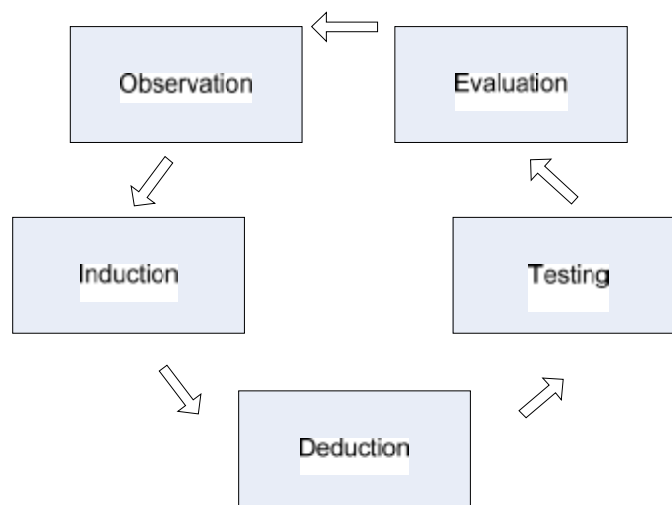 Observation
Evaluation
Induction
Testing
Deduction